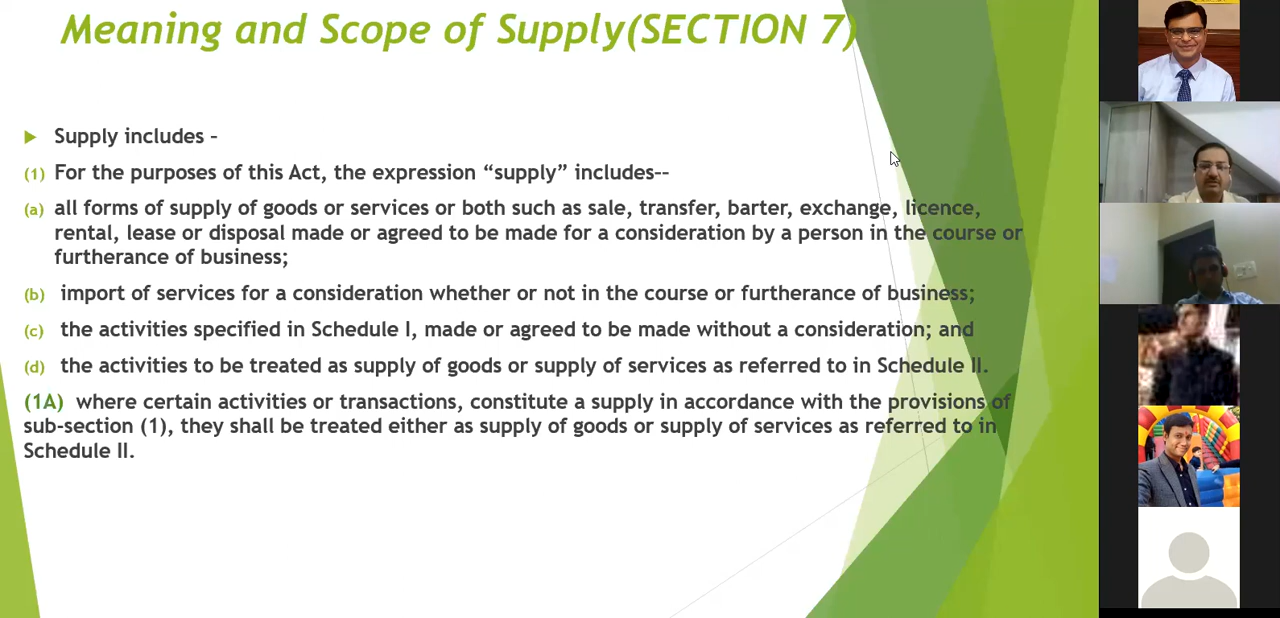 Meaning and Scope of Supply(SECTION 7)
Supply includes –
(1) For the purposes of this Act, the expression “supply” includes--
(a) all forms of supply of goods or services or both such as sale, transfer, barter, exchange, licence,
rental, lease or disposal made or agreed to be made for a consideration by a person in the course or
furtherance of business;
(b) import of services for a consideration whether or not in the course or furtherance of business;
(c) the activities specified in Schedule I, made or agreed to be made without a consideration; and
(d) the activities to be treated as supply of goods or supply of services as referred to in Schedule II.
(1A) where certain activities or transactions, constitute a supply in accordance with the provisions of
sub-section (1), they shall be treated either as supply of goods or supply of services as referred to in
Schedule II.